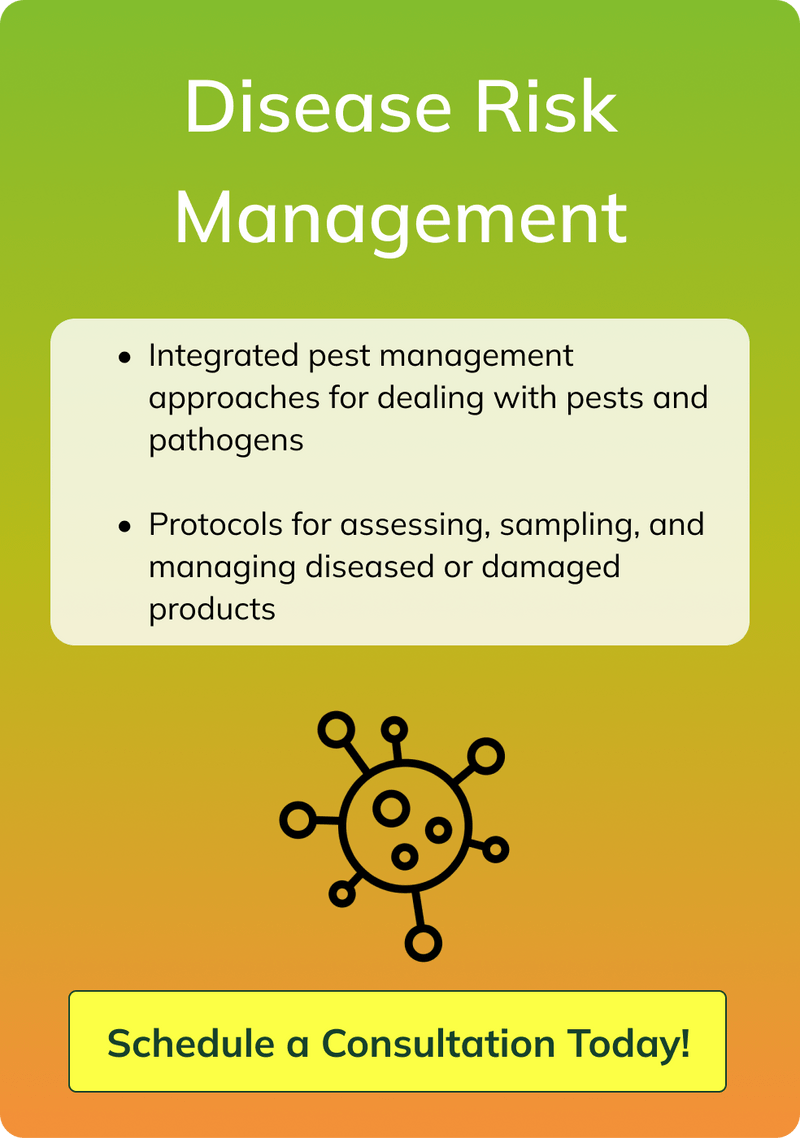 Disease Risk
Management
• Integrated pest management
approaches for dealing with pests and
pathogens
• Protocols for assessing, sampling, and
managing diseased or damaged
products
Schedule a Consultation Today!